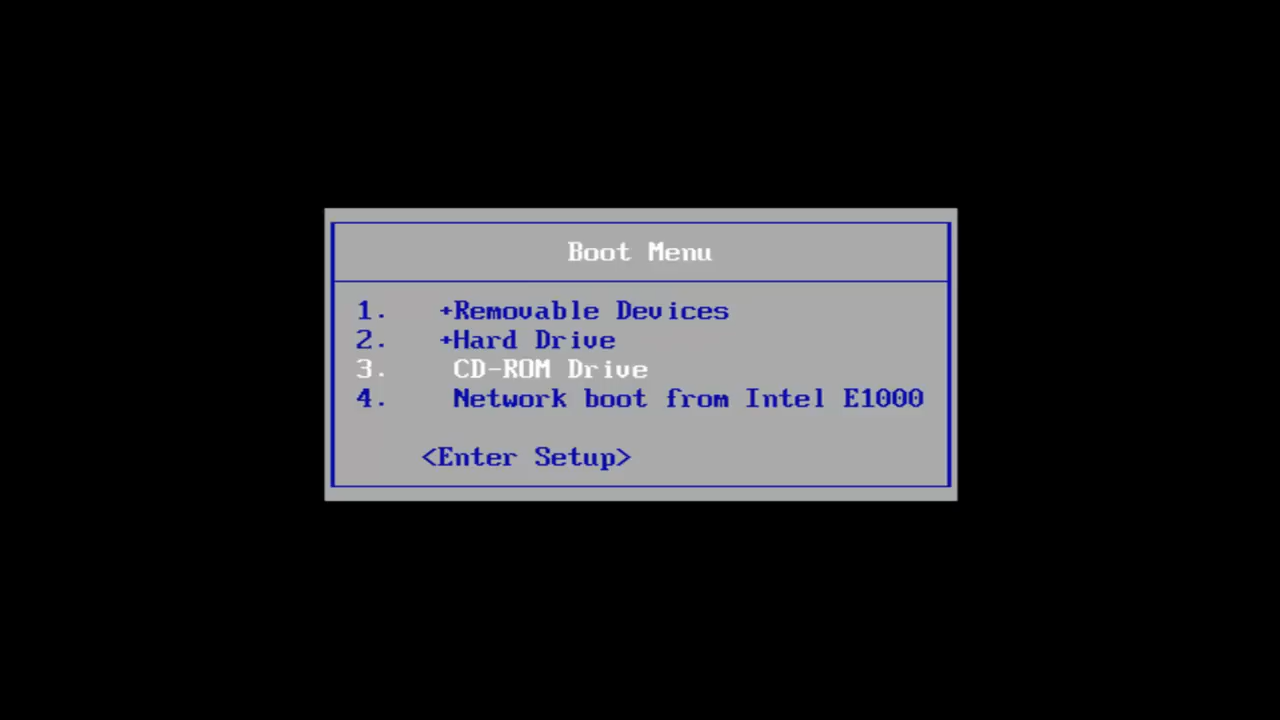 Boot Menu
1. +Removable Devices
2. +Hard Drive
3. CD-ROM Drive
4. Network boot from Intel E1000
<Enter Setup>